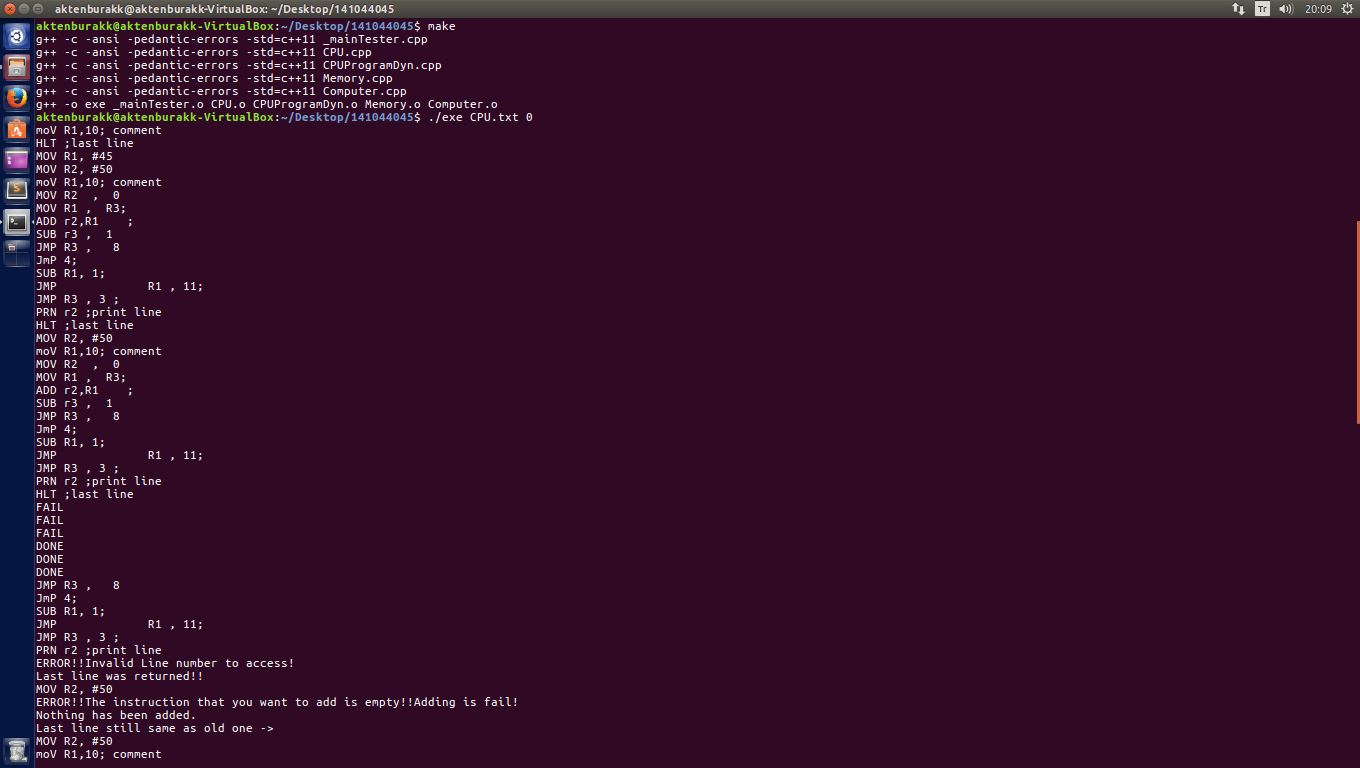 aktenburakk@aktenburakk-VirtualBox: ~/Desktop/141044045
Tr
20:09
aktenburakk@aktenburakk-VirtualBox:~/Desktop/141044045$ make
g++ -c -ansi -pedantic-errors -std=c++11 _mainTester.cpp
g++ -c -ansi -pedantic-errors -std=c++11 CPU.cpp
g++ -c -ansi -pedantic-errors -std=c++11 CPUProgramDyn.cpp
g++ -c -ansi -pedantic-errors -std=c++11 Memory.cpp
g++ -c -ansi -pedantic-errors -std=c++11 Computer.cpp
g++ -o exe _mainTester.o CPU.o CPUProgramDyn.o Memory.o Computer.o
aktenburakk@aktenburakk-VirtualBox:~/Desktop/141044045$ ./exe CPU.txt 0
moV R1,10; comment
HLT ;last line
MOV R1, #45
MOV R2, #50
moV R1,10; comment
MOV R2  ,  0
MOV R1 ,  R3;
ADD r2,R1    ;
SUB r3 ,  1
JMP R3 ,   8
JmP 4;
SUB R1, 1;
JMP             R1 , 11;
JMP R3 , 3 ;
PRN r2 ;print line
HLT ;last line
MOV R2, #50
moV R1,10; comment
MOV R2  ,  0
MOV R1 ,  R3;
ADD r2,R1    ;
SUB r3 ,  1
JMP R3 ,   8
JmP 4;
SUB R1, 1;
JMP             R1 , 11;
JMP R3 , 3 ;
PRN r2 ;print line
HLT ;last line
FAIL
FAIL
FAIL
DONE
DONE
DONE
JMP R3 ,   8
JmP 4;
SUB R1, 1;
JMP             R1 , 11;
JMP R3 , 3 ;
PRN r2 ;print line
ERROR!!Invalid Line number to access!
Last line was returned!!
MOV R2, #50
ERROR!!The instruction that you want to add is empty!!Adding is fail!
Nothing has been added.
Last line still same as old one ->
MOV R2, #50
moV R1,10; comment